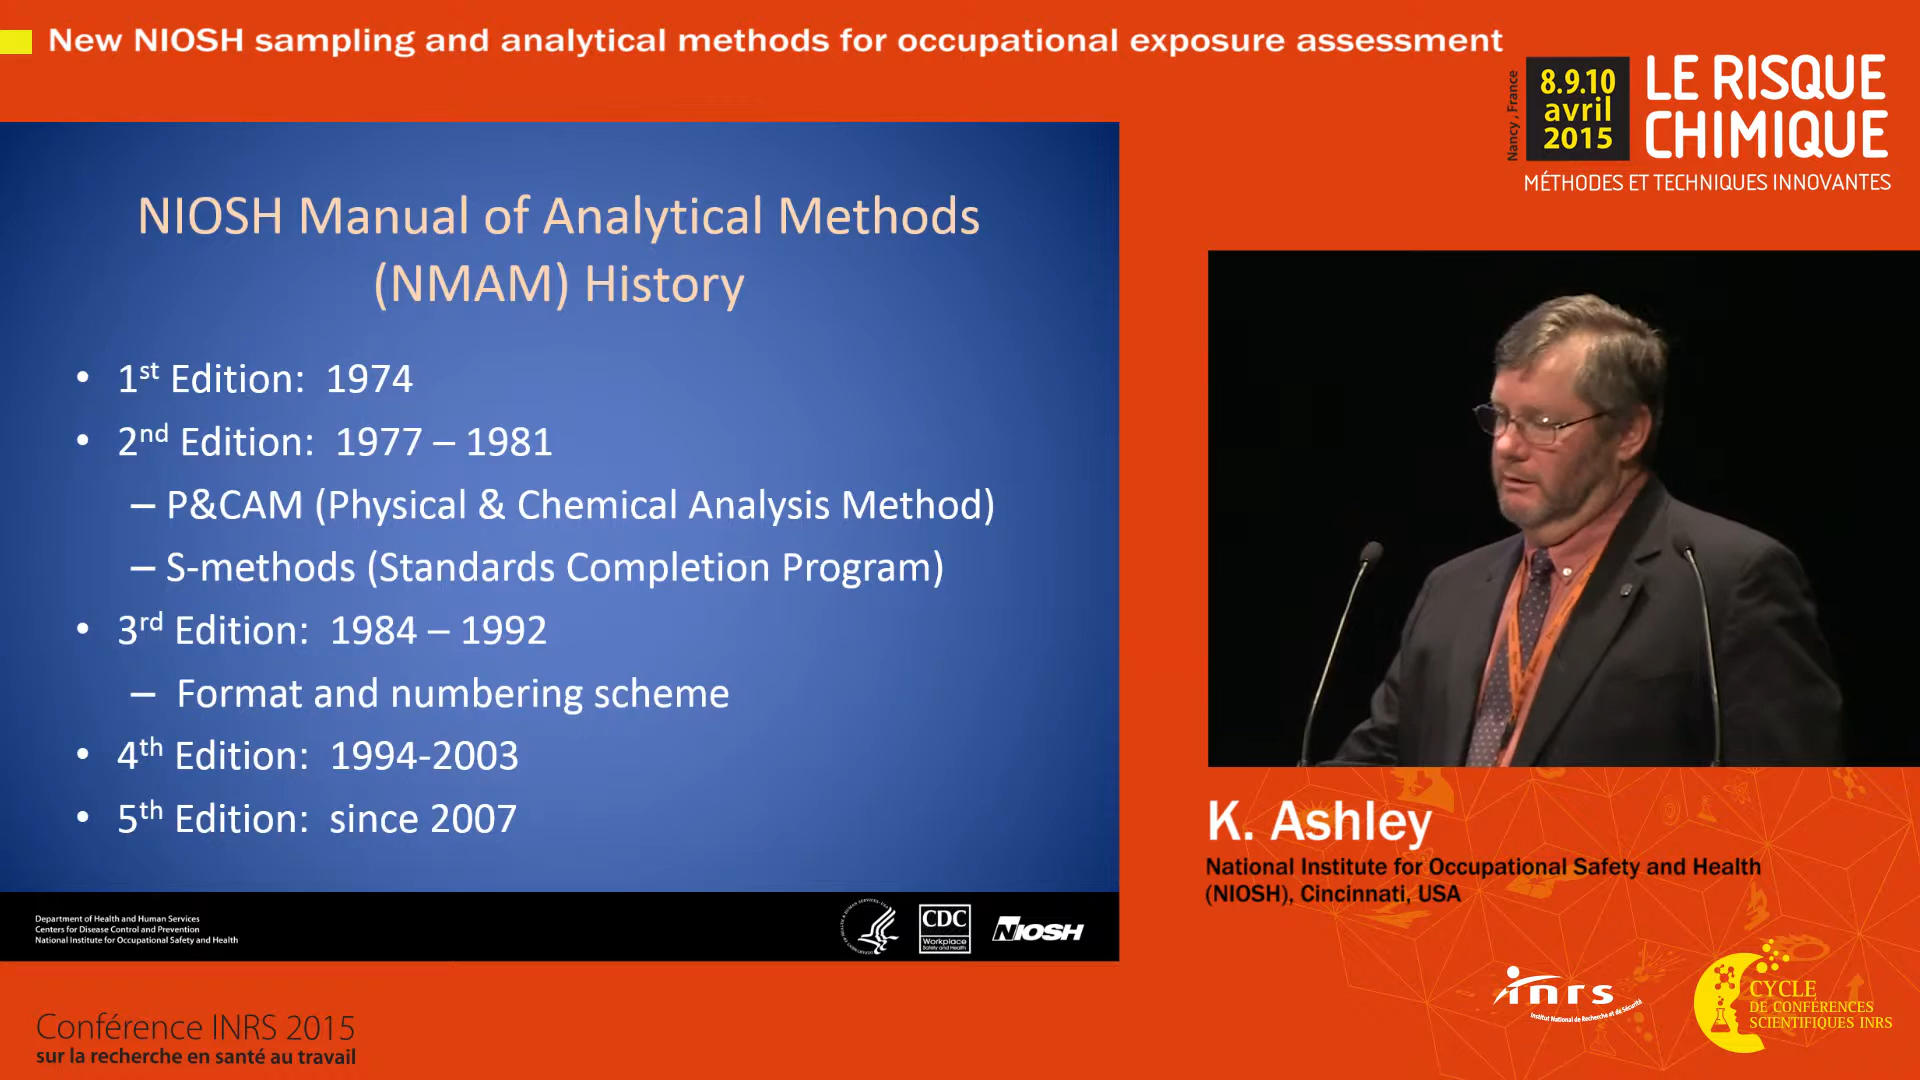 New NIOSH sampling and analytical methods for occupational exposure assessment
Nancy, France
8.9.10
avril
2015
LE RISQUE
CHIMIQUE
MÉTHODES ET TECHNIQUES INNOVANTES
NIOSH Manual of Analytical Methods
(NMAM) History
• 1st Edition: 1974
• 2nd Edition: 1977 – 1981
– P&CAM (Physical & Chemical Analysis Method)
– S-methods (Standards Completion Program)
• 3rd Edition: 1984 – 1992
– Format and numbering scheme
• 4th Edition: 1994-2003
• 5th Edition: since 2007
Department of Health and Human Services
Centers for Disease Control and Prevention
National Institute for Occupational Safety and Health
CDC
Workplace
Safety and Health
NIOSH
K. Ashley
National Institute for Occupational Safety and Health
(NIOSH), Cincinnati, USA
Conférence INRS 2015
sur la recherche en santé au travail
inrs
Institut National de Recherche et de Sécurité
CYCLE
DE CONFÉRENCES
SCIENTIFIQUES INRS